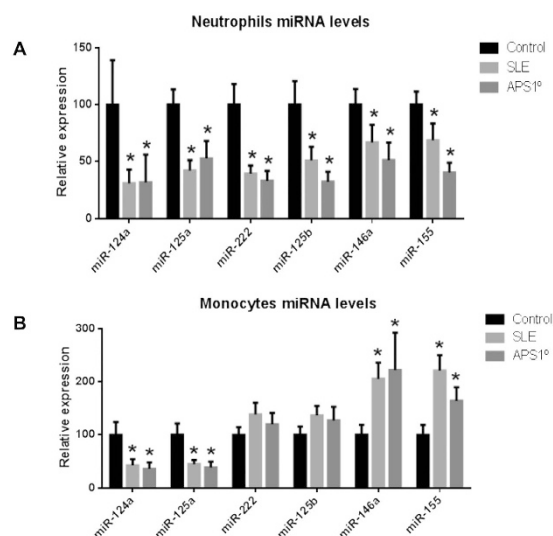 Neutrophils miRNA levels
A
Relative expression
150
100
50
0
* * * * * * * * * * * *
miR-124a miR-125a miR-222 miR-125b miR-146a miR-155
Control
SLE
APS1º
Monocytes miRNA levels
B
Relative expression
300
200
100
0
* * * * * * * *
miR-124a miR-125a miR-222 miR-125b miR-146a miR-155
Control
SLE
APS1º